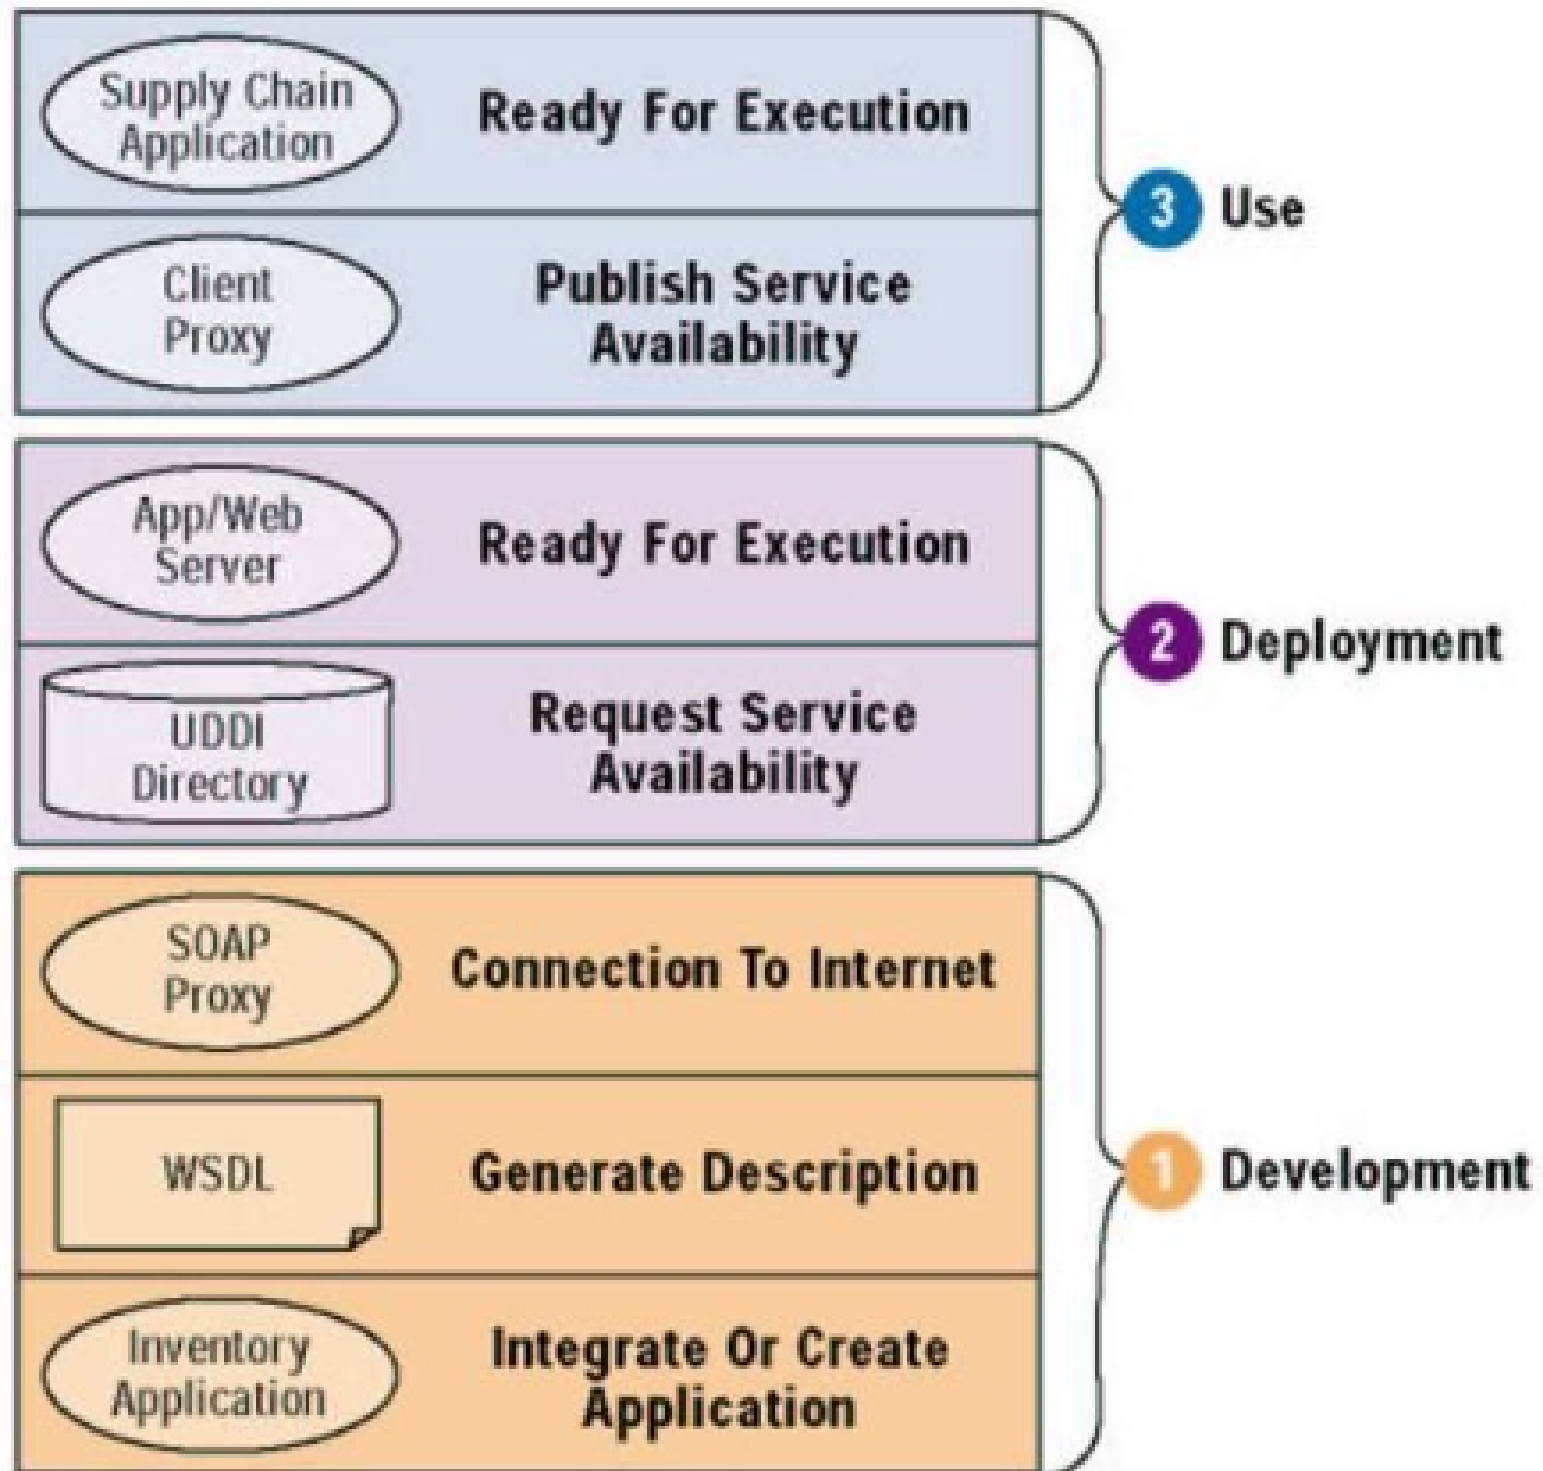 Supply Chain
Application
Ready For Execution
Client
Proxy
Publish Service
Availability
3 Use
App/Web
Server
Ready For Execution
UDDI
Directory
Request Service
Availability
2 Deployment
SOAP
Proxy
Connection To Internet
WSDL
Generate Description
Inventory
Application
Integrate Or Create
Application
1 Development